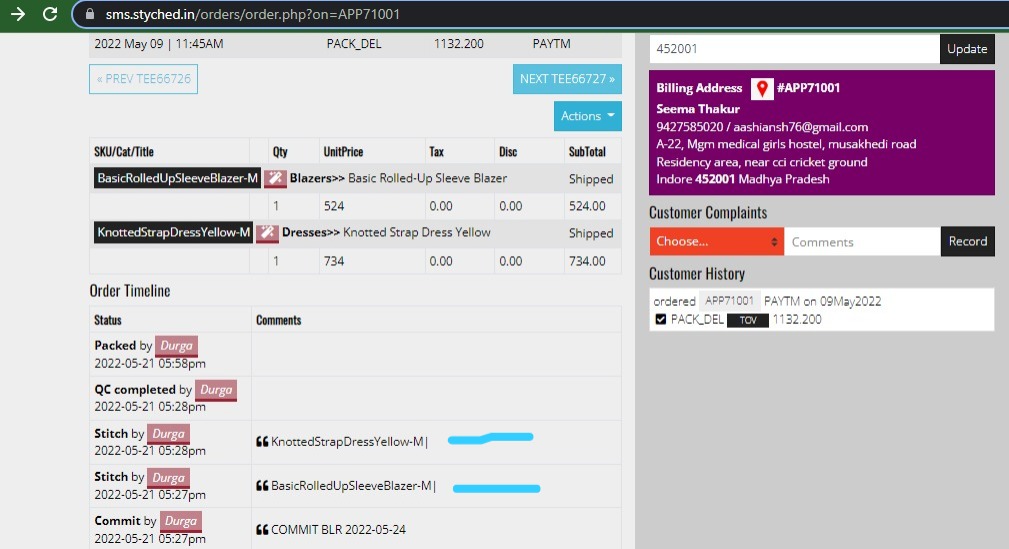 sms.styched.in/orders/order.php?on=APP71001
2022 May 09 | 11:45AM PACK_DEL 1132.200 PAYTM
« PREV TEE66726 NEXT TEE66727 »
Actions
SKU/Cat/Title Qty UnitPrice Tax Disc SubTotal
BasicRolledUpSleeveBlazer-M Blazers>> Basic Rolled-Up Sleeve Blazer Shipped
1 524 0.00 0.00 524.00
KnottedStrapDressYellow-M Dresses>> Knotted Strap Dress Yellow Shipped
1 734 0.00 0.00 734.00
Order Timeline
Status Comments
Packed by Durga
2022-05-21 05:58pm
QC completed by Durga
2022-05-21 05:28pm
Stitch by Durga
2022-05-21 05:28pm
KnottedStrapDressYellow-M|
Stitch by Durga
2022-05-21 05:27pm
BasicRolledUpSleeveBlazer-M|
Commit by Durga
2022-05-21 05:27pm
COMMIT BLR 2022-05-24
452001 Update
Billing Address #APP71001
Seema Thakur
9427585020 / aashiansh76@gmail.com
A-22, Mgm medical girls hostel, musakhedi road
Residency area, near cci cricket ground
Indore 452001 Madhya Pradesh
Customer Complaints
Choose... Comments Record
Customer History
ordered APP71001 PAYTM on 09May2022
PACK_DEL TOV 1132.200